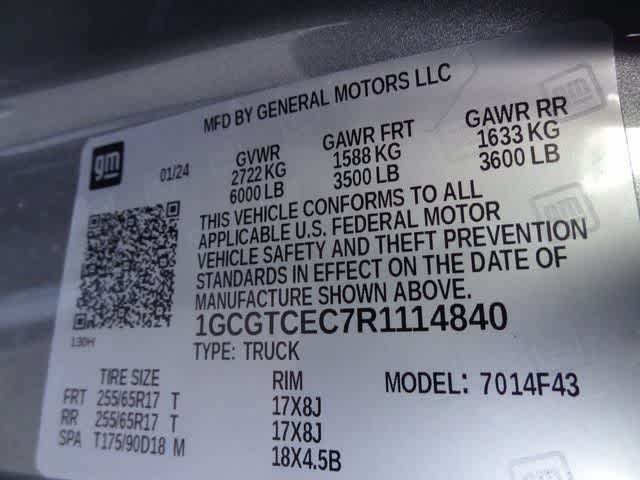 MFD BY GENERAL MOTORS LLC
gm
01/24
GVWR
2722 KG
6000 LB
GAWR FRT
1588 KG
3500 LB
GAWR RR
1633 KG
3600 LB
THIS VEHICLE CONFORMS TO ALL
APPLICABLE U.S. FEDERAL MOTOR
VEHICLE SAFETY AND THEFT PREVENTION
STANDARDS IN EFFECT ON THE DATE OF
MANUFACTURE SHOWN ABOVE.
1GCGTCEC7R1114840
130H
TYPE: TRUCK
MODEL: 7014F43
TIRE SIZE RIM
FRT 255/65R17 T 17X8J
RR 255/65R17 T 17X8J
SPA T175/90D18 M 18X4.5B